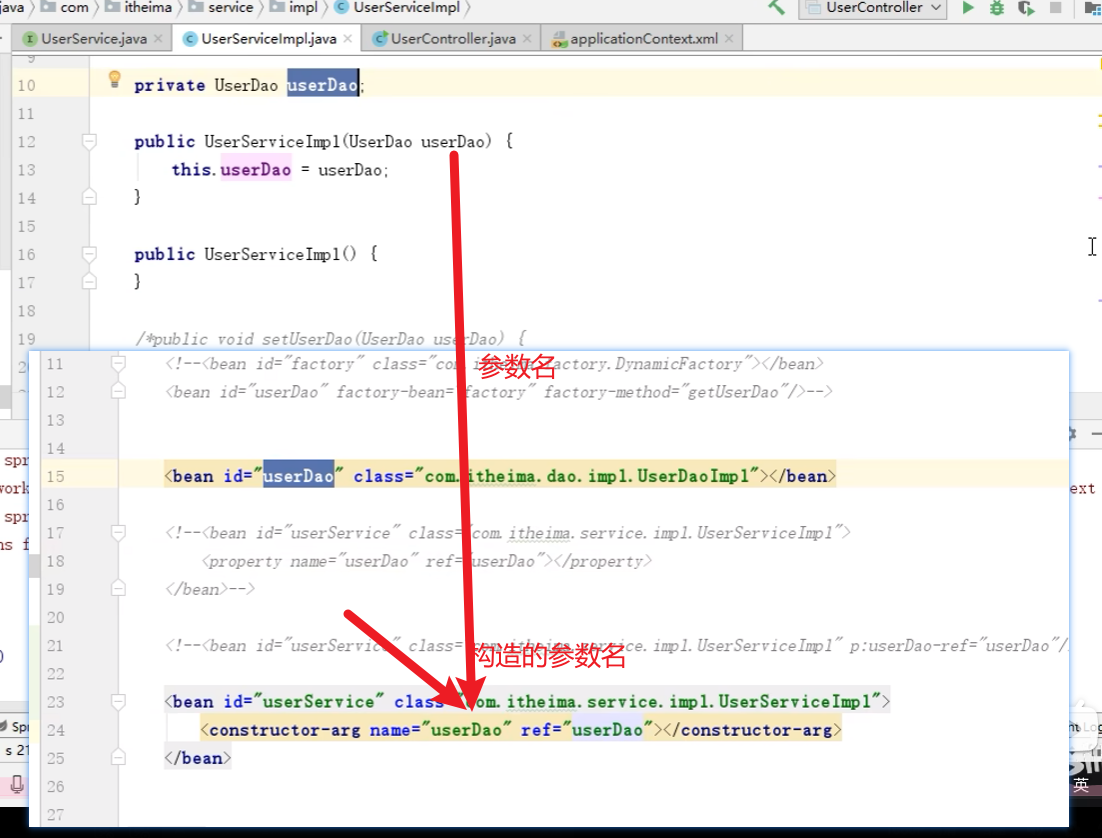 java com itheima service impl UserServiceImpl UserController
UserService.java UserServiceImpl.java UserController.java applicationContext.xml
9
10 private UserDao userDao;
11
12 public UserServiceImpl(UserDao userDao) {
13 this.userDao = userDao;
14 }
15
16 public UserServiceImpl() {
17 }
18
19 /*public void setUserDao(UserDao userDao) {
参数名
11 <!--<bean id="factory" class="com.itheima.factory.DynamicFactory"></bean>
12 <bean id="userDao" factory-bean="factory" factory-method="getUserDao"/>-->
13
14
15 <bean id="userDao" class="com.itheima.dao.impl.UserDaoImpl"></bean>
16
17 <!--<bean id="userService" class="com.itheima.service.impl.UserServiceImpl">
18 <property name="userDao" ref="userDao"></property>
19 </bean>-->
20
21 <!--<bean id="userService" class="com.itheima.service.impl.UserServiceImpl" p:userDao-ref="userDao"/
构造的参数名
22
23 <bean id="userService" class="com.itheima.service.impl.UserServiceImpl">
24 <constructor-arg name="userDao" ref="userDao"></constructor-arg>
25 </bean>
26
27
spr
work
spr
ns f
ext
Spr
s 21
英